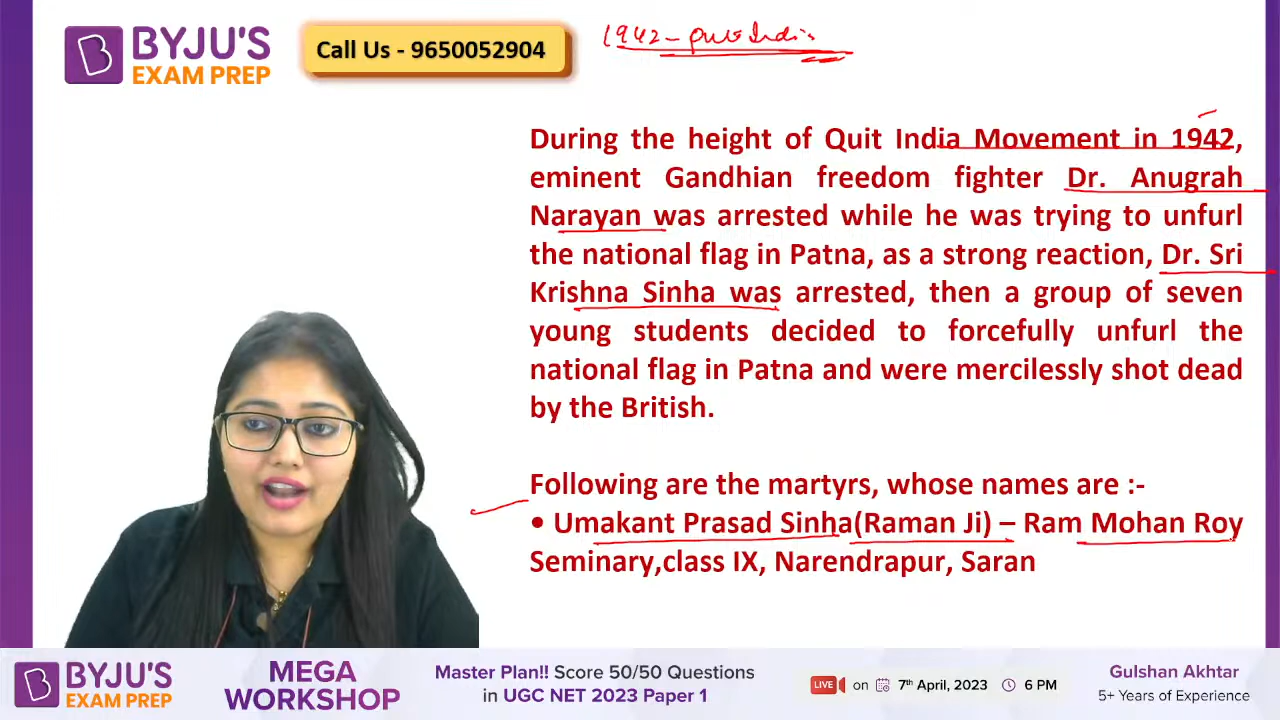 BYJU'S
EXAM PREP
Call Us - 9650052904
1942 - Quit India
During the height of Quit India Movement in 1942,
eminent Gandhian freedom fighter Dr. Anugrah
Narayan was arrested while he was trying to unfurl
the national flag in Patna, as a strong reaction, Dr. Sri
Krishna Sinha was arrested, then a group of seven
young students decided to forcefully unfurl the
national flag in Patna and were mercilessly shot dead
by the British.
Following are the martyrs, whose names are :-
• Umakant Prasad Sinha(Raman Ji) – Ram Mohan Roy
Seminary,class IX, Narendrapur, Saran
BYJU'S
EXAM PREP
MEGA
WORKSHOP
Master Plan!! Score 50/50 Questions
in UGC NET 2023 Paper 1
LIVE on 7th April, 2023 6 PM
Gulshan Akhtar
5+ Years of Experience